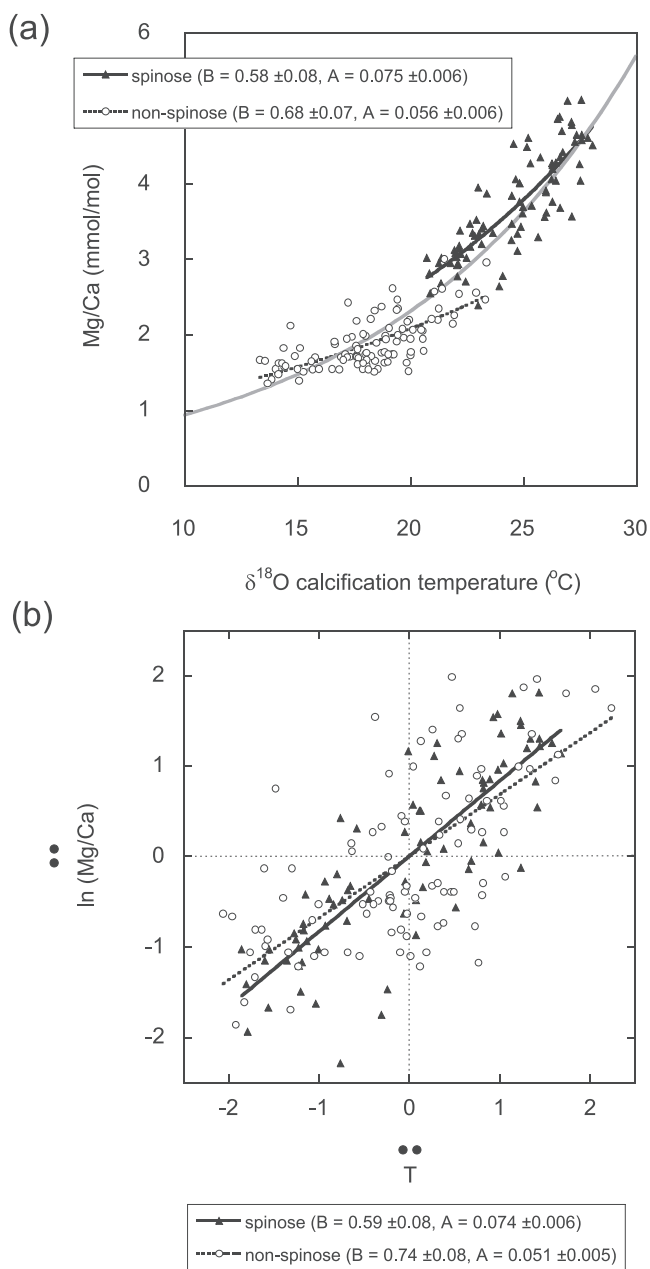 (a)
6
spinose (B = 0.58 ±0.08, A = 0.075 ±0.006)
non-spinose (B = 0.68 ±0.07, A = 0.056 ±0.006)
4
3
2
1
0
Mg/Ca (mmol/mol)
10 15 20 25 30
δ18O calcification temperature (oC)
(b)
2
1
0
-1
-2
ln (Mg/Ca)
-2 -1 0 1 2
T
spinose (B = 0.59 ±0.08, A = 0.074 ±0.006)
non-spinose (B = 0.74 ±0.08, A = 0.051 ±0.005)